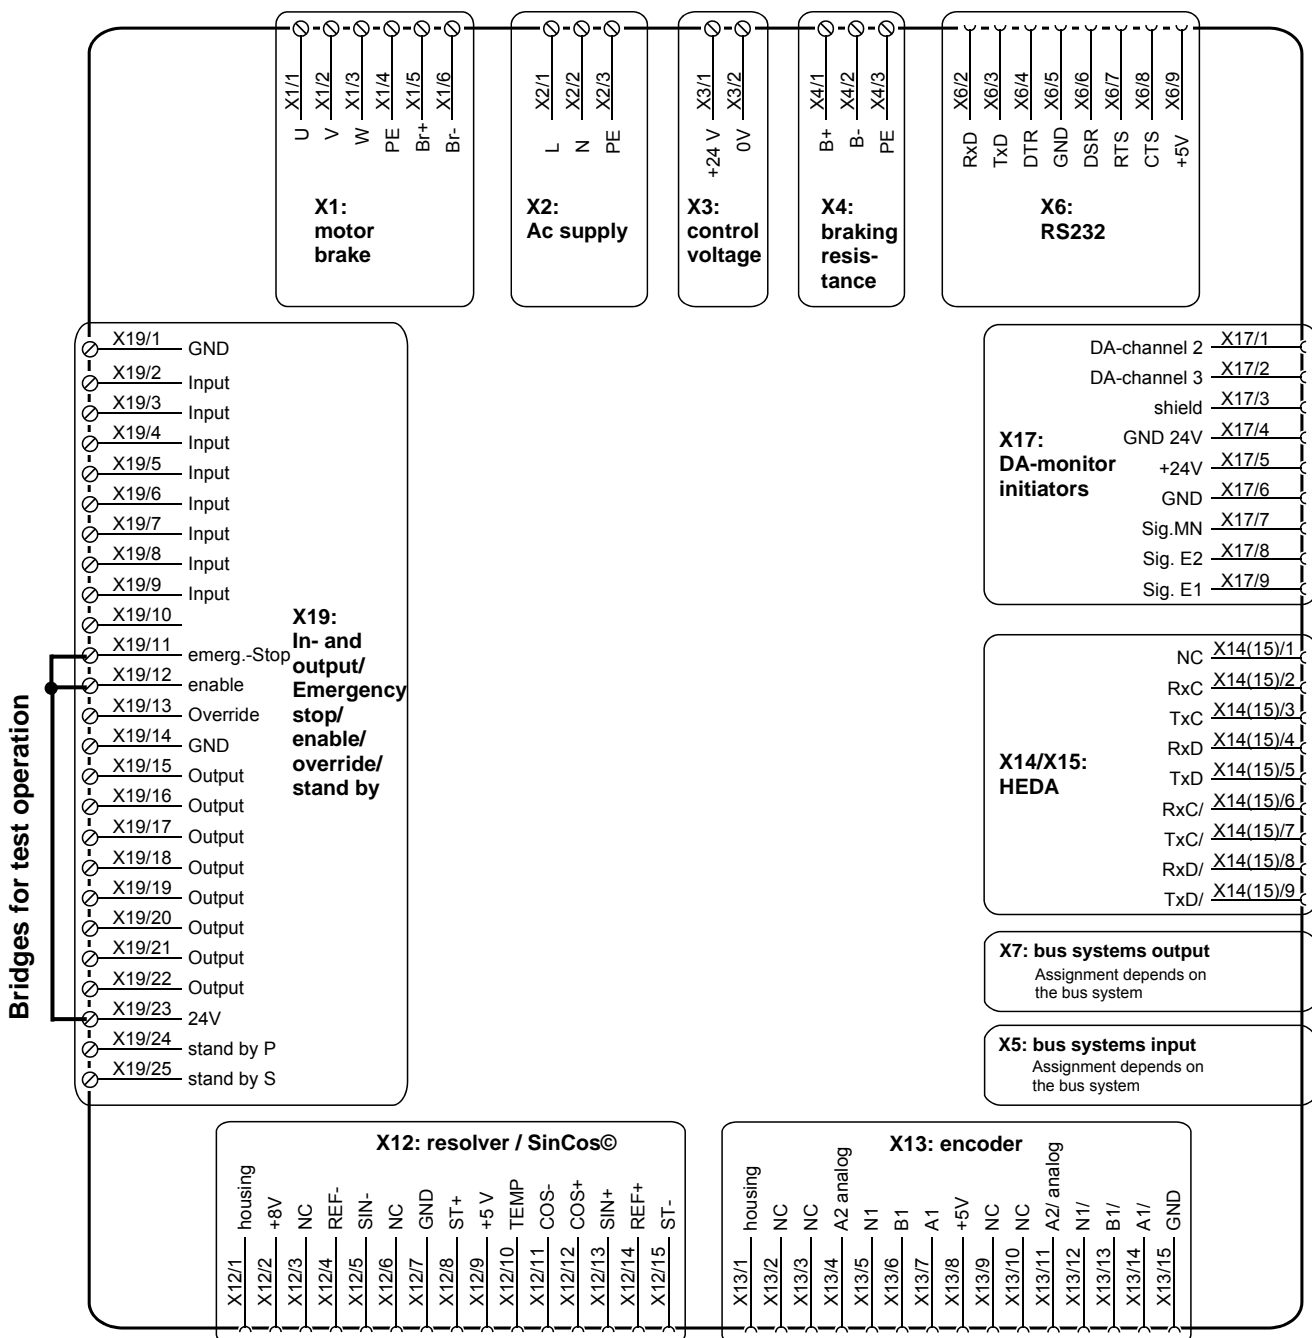 X1/1
X1/2
X1/3
X1/4
X1/5
X1/6
U
V
W
PE
Br+
Br-
X1:
motor
brake
X2/1
X2/2
X2/3
L
N
PE
X2:
Ac supply
X3/1
X3/2
+24 V
0V
X3:
control
voltage
X4/1
X4/2
X4/3
B+
B-
PE
X4:
braking
resis-
tance
X6/2
X6/3
X6/4
X6/5
X6/6
X6/7
X6/8
X6/9
RxD
TxD
DTR
GND
DSR
RTS
CTS
+5V
X6:
RS232
Bridges for test operation
X19/1 GND
X19/2 Input
X19/3 Input
X19/4 Input
X19/5 Input
X19/6 Input
X19/7 Input
X19/8 Input
X19/9 Input
X19/10
X19/11 emerg.-Stop
X19/12 enable
X19/13 Override
X19/14 GND
X19/15 Output
X19/16 Output
X19/17 Output
X19/18 Output
X19/19 Output
X19/20 Output
X19/21 Output
X19/22 Output
X19/23 24V
X19/24 stand by P
X19/25 stand by S
X19:
In- and
output/
Emergency
stop/
enable/
override/
stand by
DA-channel 2 X17/1
DA-channel 3 X17/2
shield X17/3
GND 24V X17/4
+24V X17/5
GND X17/6
Sig.MN X17/7
Sig. E2 X17/8
Sig. E1 X17/9
X17:
DA-monitor
initiators
NC X14(15)/1
RxC X14(15)/2
TxC X14(15)/3
RxD X14(15)/4
TxD X14(15)/5
RxC/ X14(15)/6
TxC/ X14(15)/7
RxD/ X14(15)/8
TxD/ X14(15)/9
X14/X15:
HEDA
X7: bus systems output
Assignment depends on
the bus system
X5: bus systems input
Assignment depends on
the bus system
X12: resolver / SinCos©
X12/1 housing
X12/2 +8V
X12/3 NC
X12/4 REF-
X12/5 SIN-
X12/6 NC
X12/7 GND
X12/8 ST+
X12/9 +5 V
X12/10 TEMP
X12/11 COS-
X12/12 COS+
X12/13 SIN+
X12/14 REF+
X12/15 ST-
X13: encoder
X13/1 housing
X13/2 NC
X13/3 NC
X13/4 A2 analog
X13/5 N1
X13/6 B1
X13/7 A1
X13/8 +5V
X13/9 NC
X13/10 NC
X13/11 A2/ analog
X13/12 N1/
X13/13 B1/
X13/14 A1/
X13/15 GND